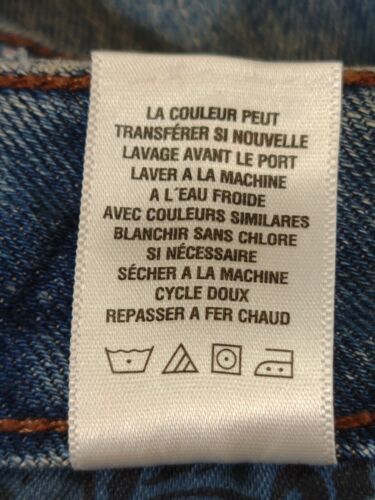 LA COULEUR PEUT
TRANSFÉRER SI NOUVELLE
LAVAGE AVANT LE PORT
LAVER A LA MACHINE
A L´EAU FROIDE
AVEC COULEURS SIMILARES
BLANCHIR SANS CHLORE
SI NÉCESSAIRE
SÉCHER A LA MACHINE
CYCLE DOUX
REPASSER A FER CHAUD